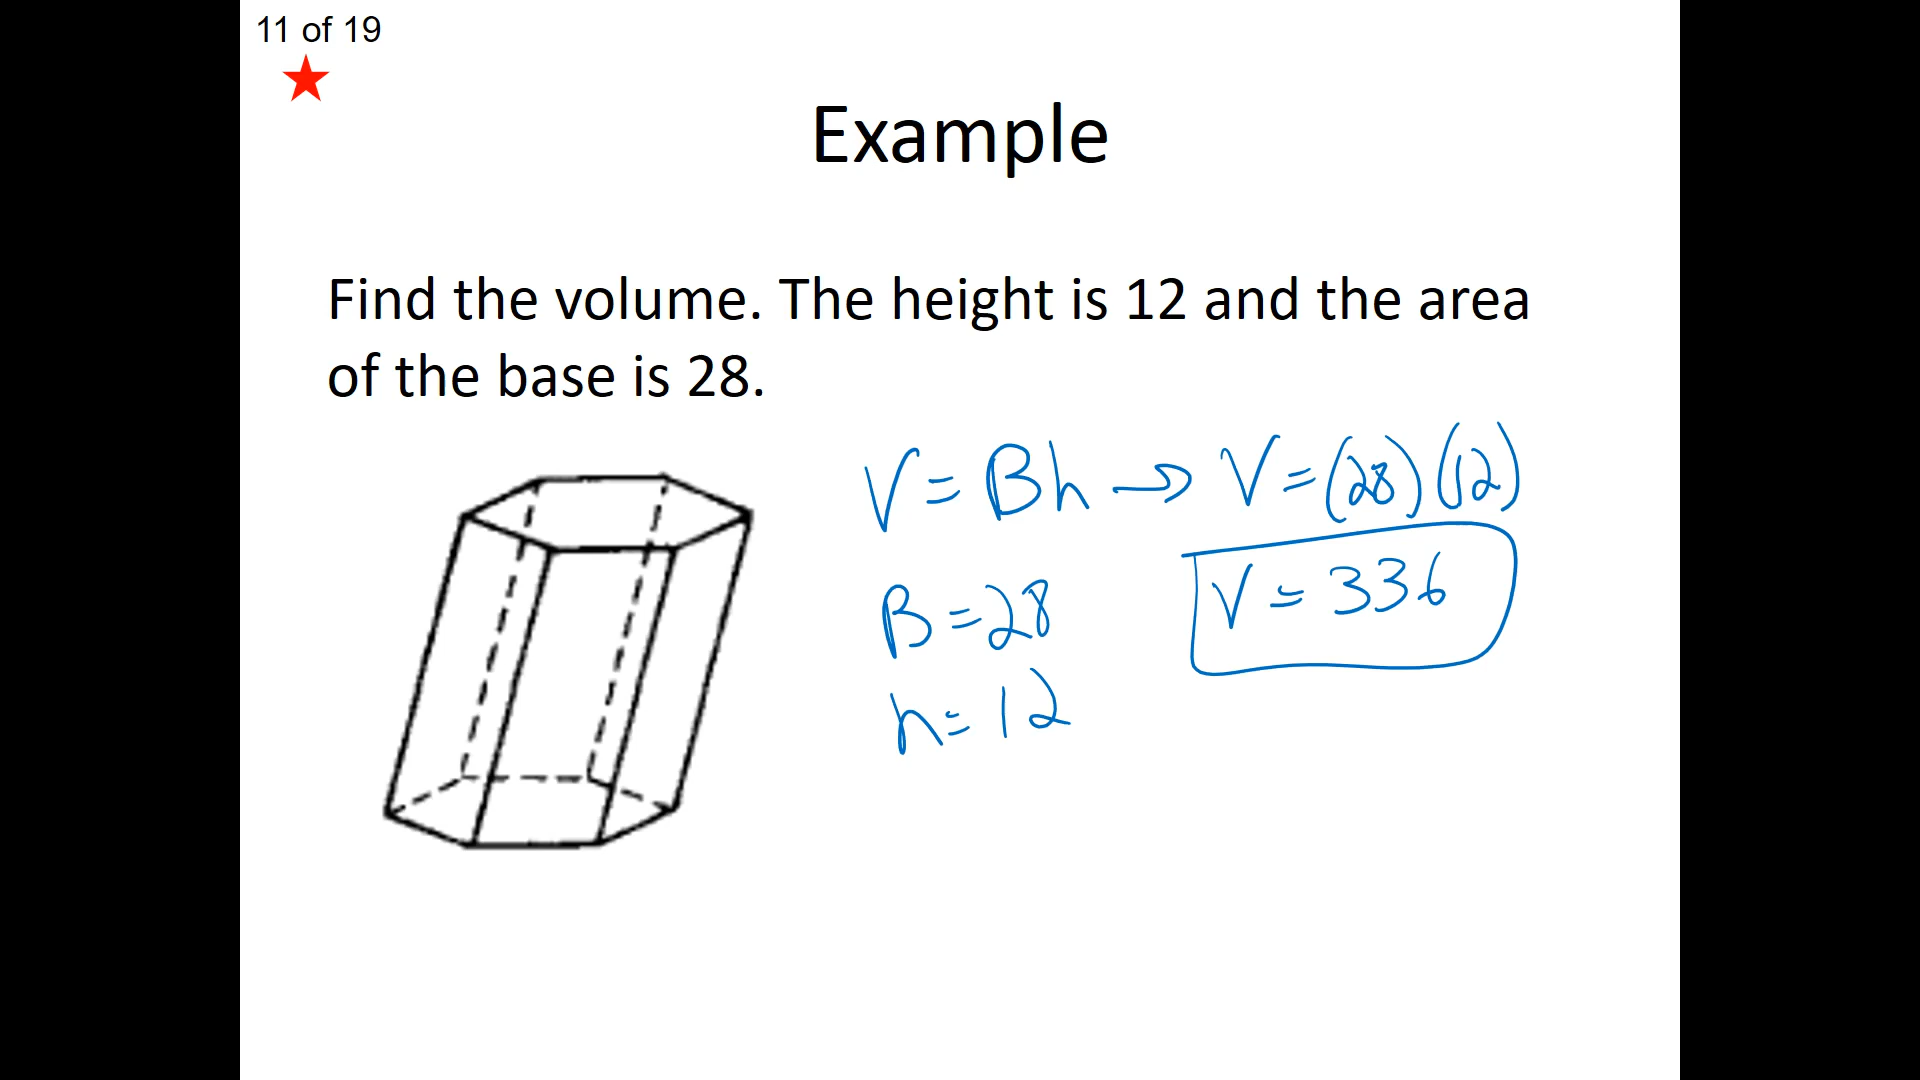 11 of 19
Example
Find the volume. The height is 12 and the area
of the base is 28.
V = Bh → V = (28)(12)
V = 336
B = 28
h = 12